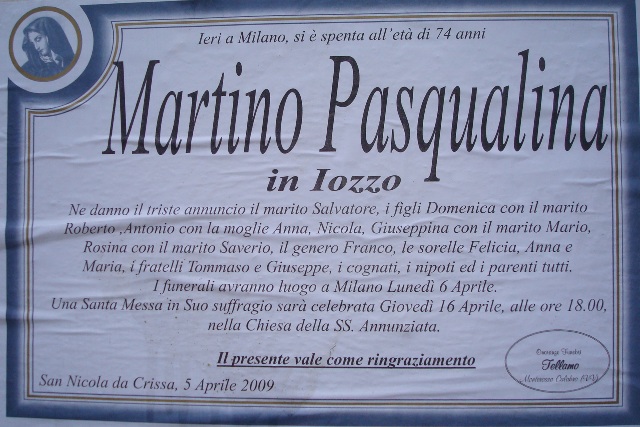 Ieri a Milano, si è spenta all'età di 74 anni
Martino Pasqualina
in Iozzo
Ne danno il triste annuncio il marito Salvatore, i figli Domenica con il marito
Roberto ,Antonio con la moglie Anna, Nicola, Giuseppina con il marito Mario,
Rosina con il marito Saverio, il genero Franco, le sorelle Felicia, Anna e
Maria, i fratelli Tommaso e Giuseppe, i cognati, i nipoti ed i parenti tutti.
I funerali avranno luogo a Milano Lunedì 6 Aprile.
Una Santa Messa in Suo suffragio sarà celebrata Giovedì 16 Aprile, alle ore 18.00,
nella Chiesa della SS. Annunziata.
Il presente vale come ringraziamento
San Nicola da Crissa, 5 Aprile 2009
Onoranze Funebri
Tellamo